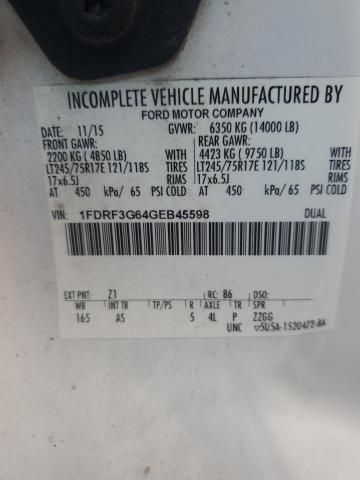 INCOMPLETE VEHICLE MANUFACTURED BY
FORD MOTOR COMPANY
DATE: 11/15 GVWR: 6350 KG (14000 LB)
FRONT GAWR: REAR GAWR:
2200 KG ( 4850 LB) WITH 4423 KG ( 9750 LB) WITH
LT245/75R17E 121/118S TIRES LT245/75R17E 121/118S TIRES
17x6.5J RIMS 17x6.5J RIMS
AT 450 kPa/ 65 PSI COLD AT 450 kPa/ 65 PSI COLD
VIN: 1FDRF3G64GEB45598 DUAL
EXT PNT: Z1 RC: B6 DSO:
WB INT TR TP/PS R AXLE TR SPR
165 AS 5 4L P ZZGG
UNC ▽5U5A-1520472-BA